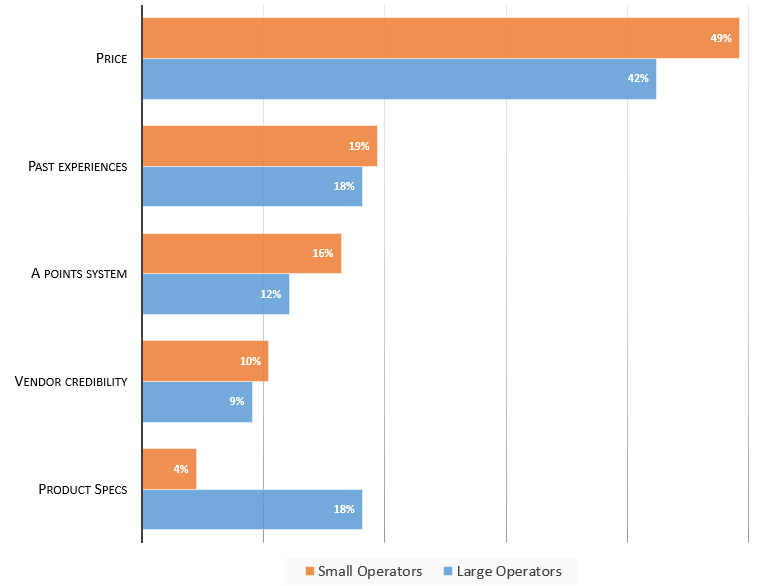 49%
PRICE
42%
19%
PAST EXPERIENCES
18%
16%
A POINTS SYSTEM
12%
10%
VENDOR CREDIBILITY
9%
4%
PRODUCT SPECS
18%
Small Operators Large Operators